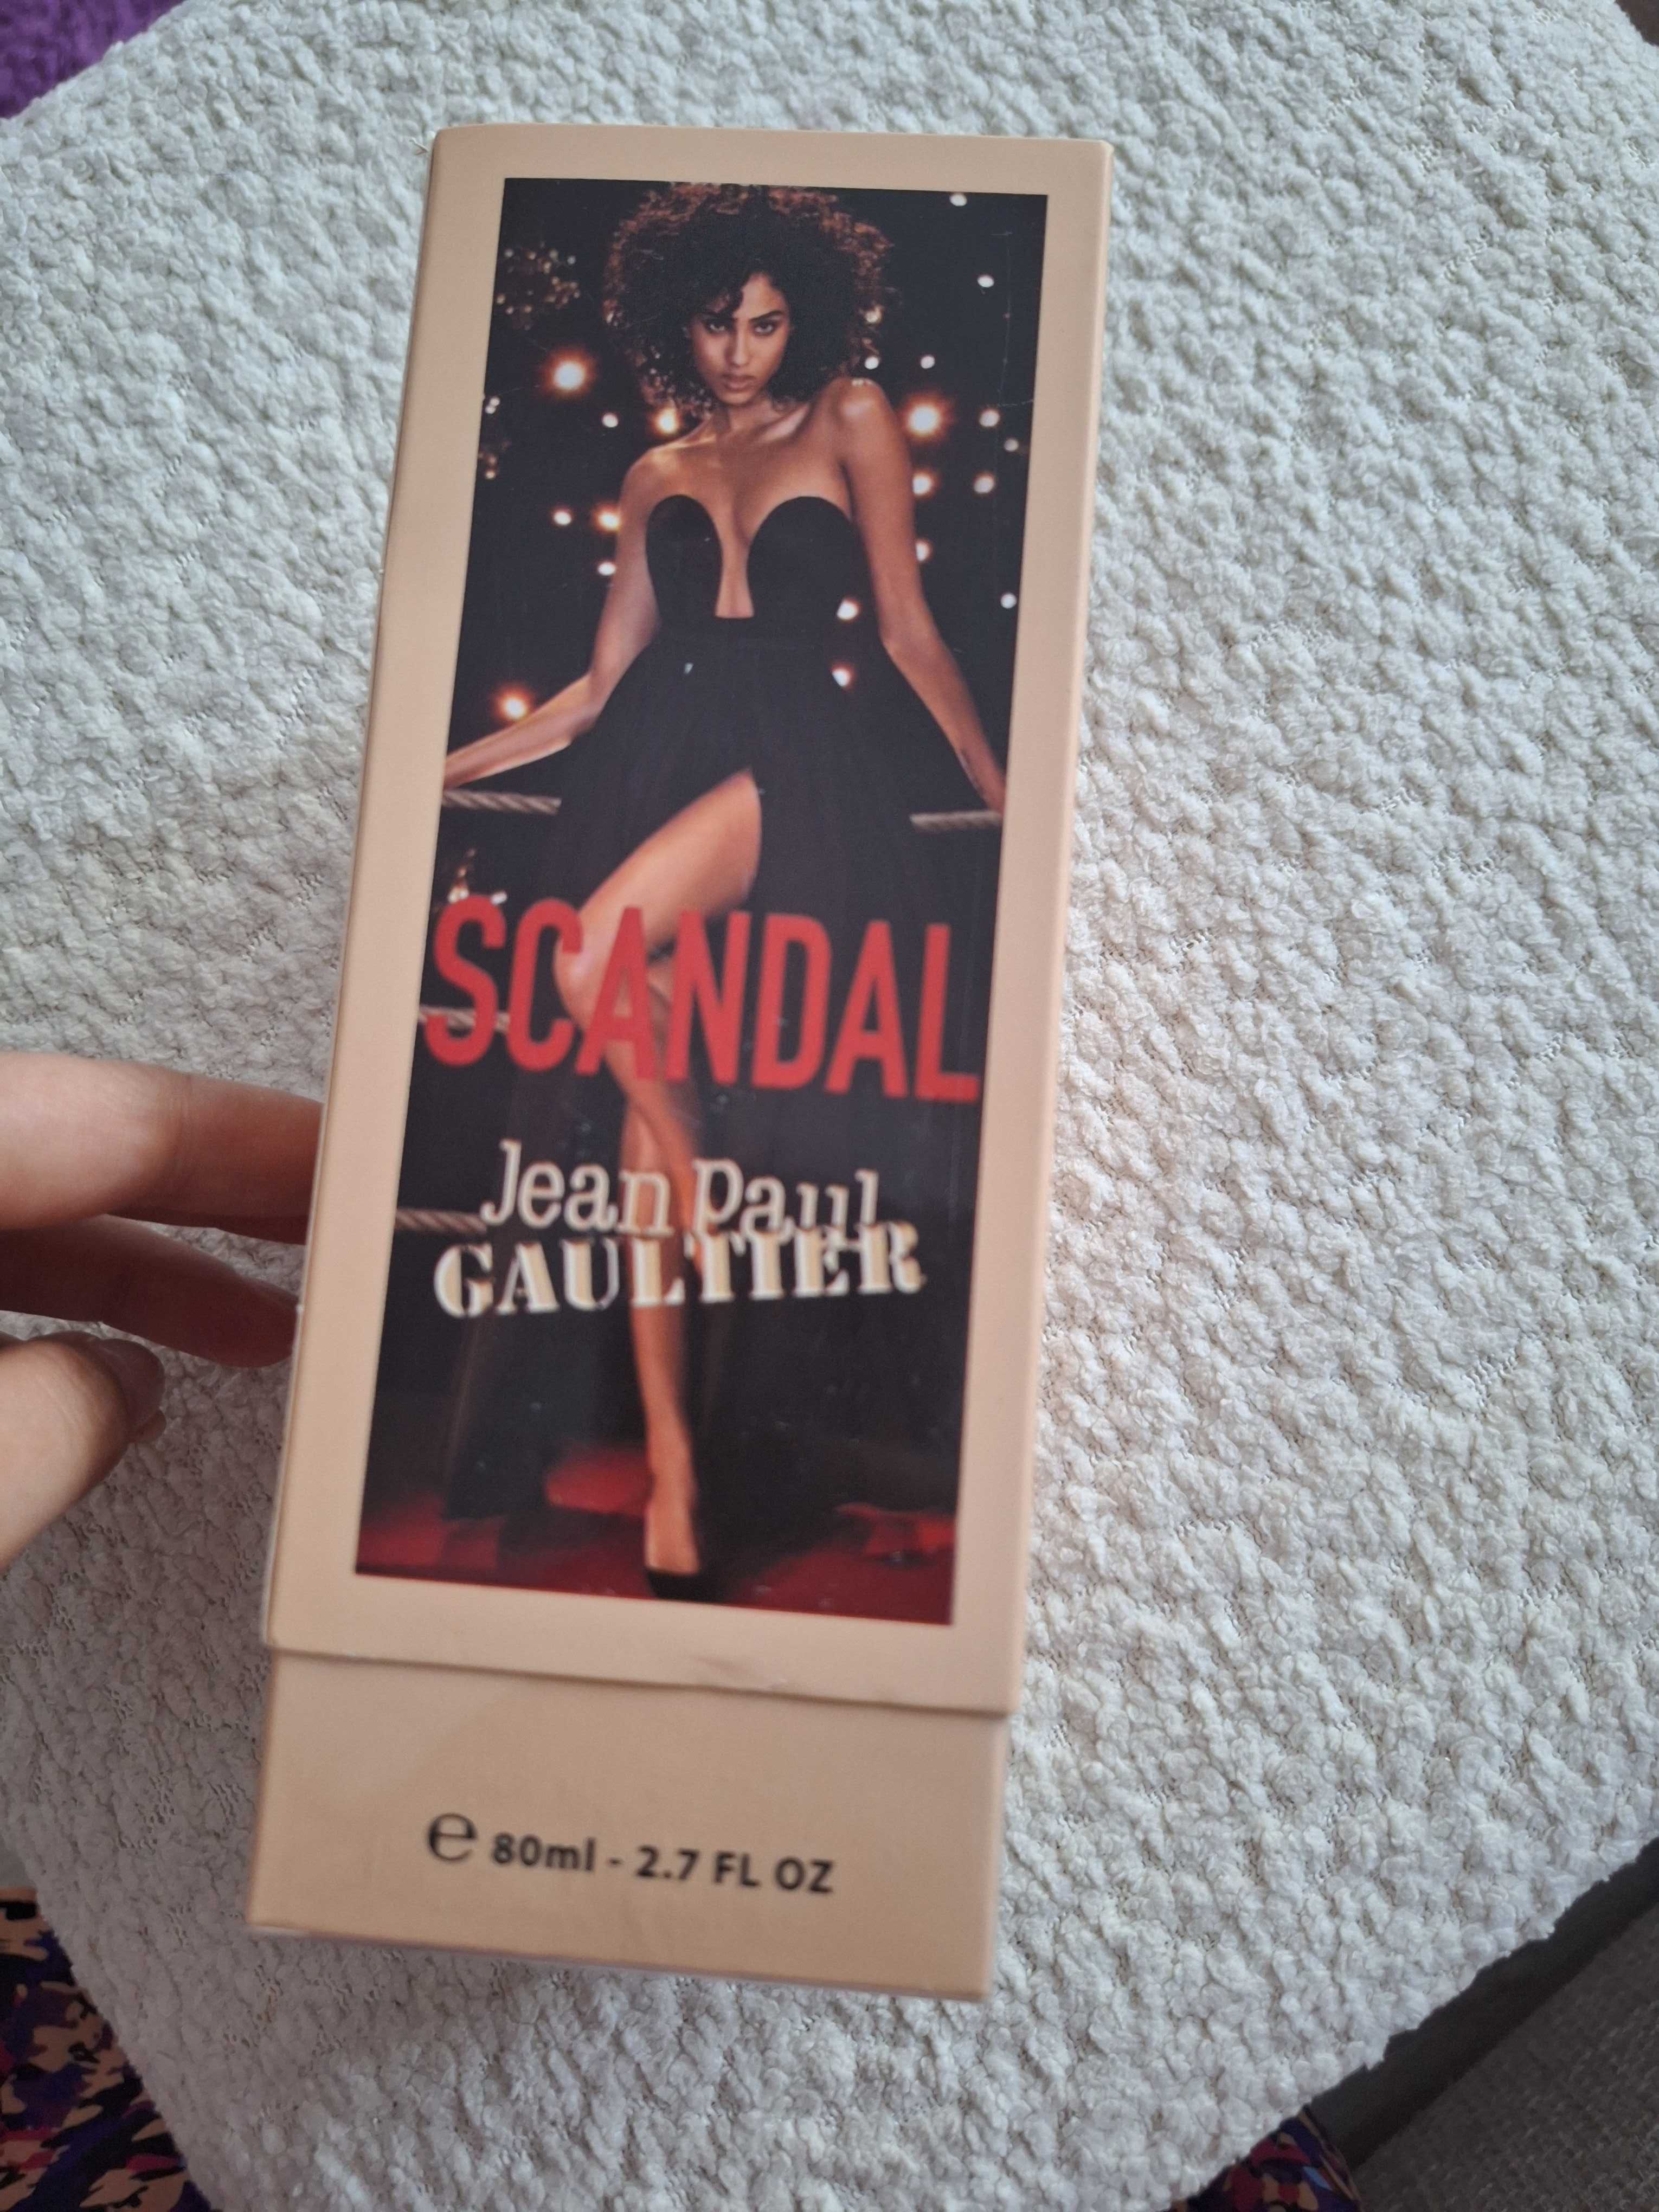 SCANDAL
Jean Paul
GAULTIER
℮ 80ml - 2.7 FL OZ